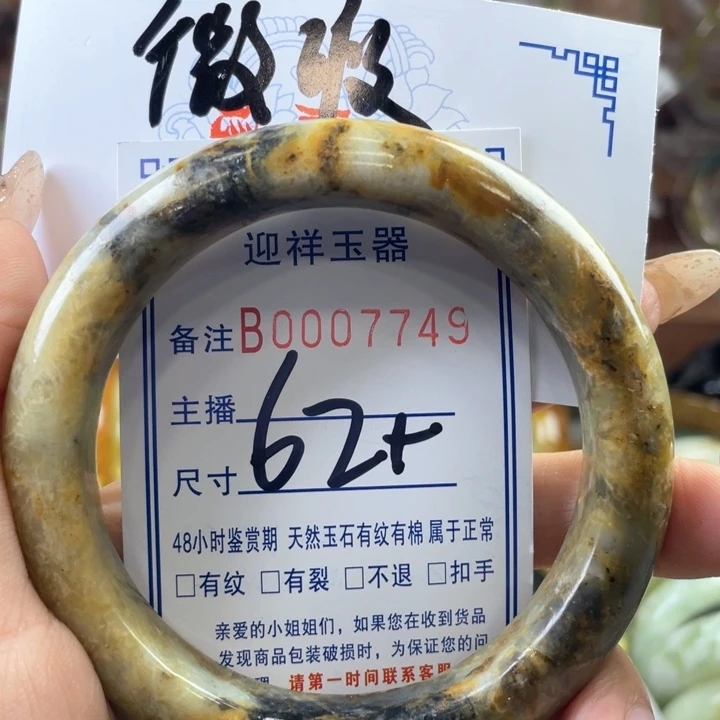 微收
迎祥玉器
备注B0007749
主播
尺寸 62+
48小时鉴赏期 天然玉石有纹有棉 属于正常
□有纹 □有裂 □不退 □扣手
亲爱的小姐姐们，如果您在收到货品
发现商品包装破损时，为保证您的问
理 请第一时间联系客服